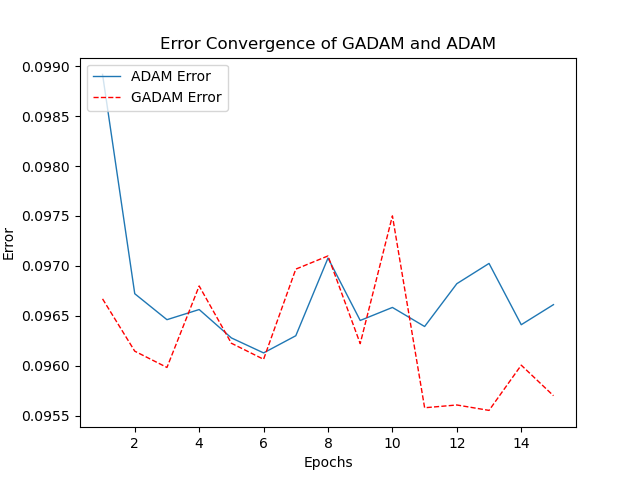 Error Convergence of GADAM and ADAM
ADAM Error
GADAM Error
Error
0.0990
0.0985
0.0980
0.0975
0.0970
0.0965
0.0960
0.0955
2 4 6 8 10 12 14
Epochs